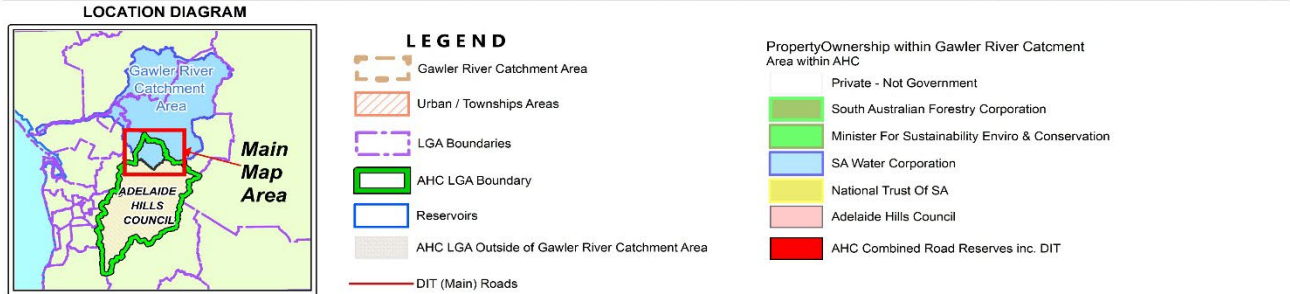 LOCATION DIAGRAM
Gawler River
Catchment
Area
Main
Map
Area
ADELAIDE
HILLS
COUNCIL
LEGEND
Gawler River Catchment Area
Urban / Townships Areas
LGA Boundaries
AHC LGA Boundary
Reservoirs
AHC LGA Outside of Gawler River Catchment Area
DIT (Main) Roads
PropertyOwnership within Gawler River Catcment
Area within AHC
Private - Not Government
South Australian Forestry Corporation
Minister For Sustainability Enviro & Conservation
SA Water Corporation
National Trust Of SA
Adelaide Hills Council
AHC Combined Road Reserves inc. DIT